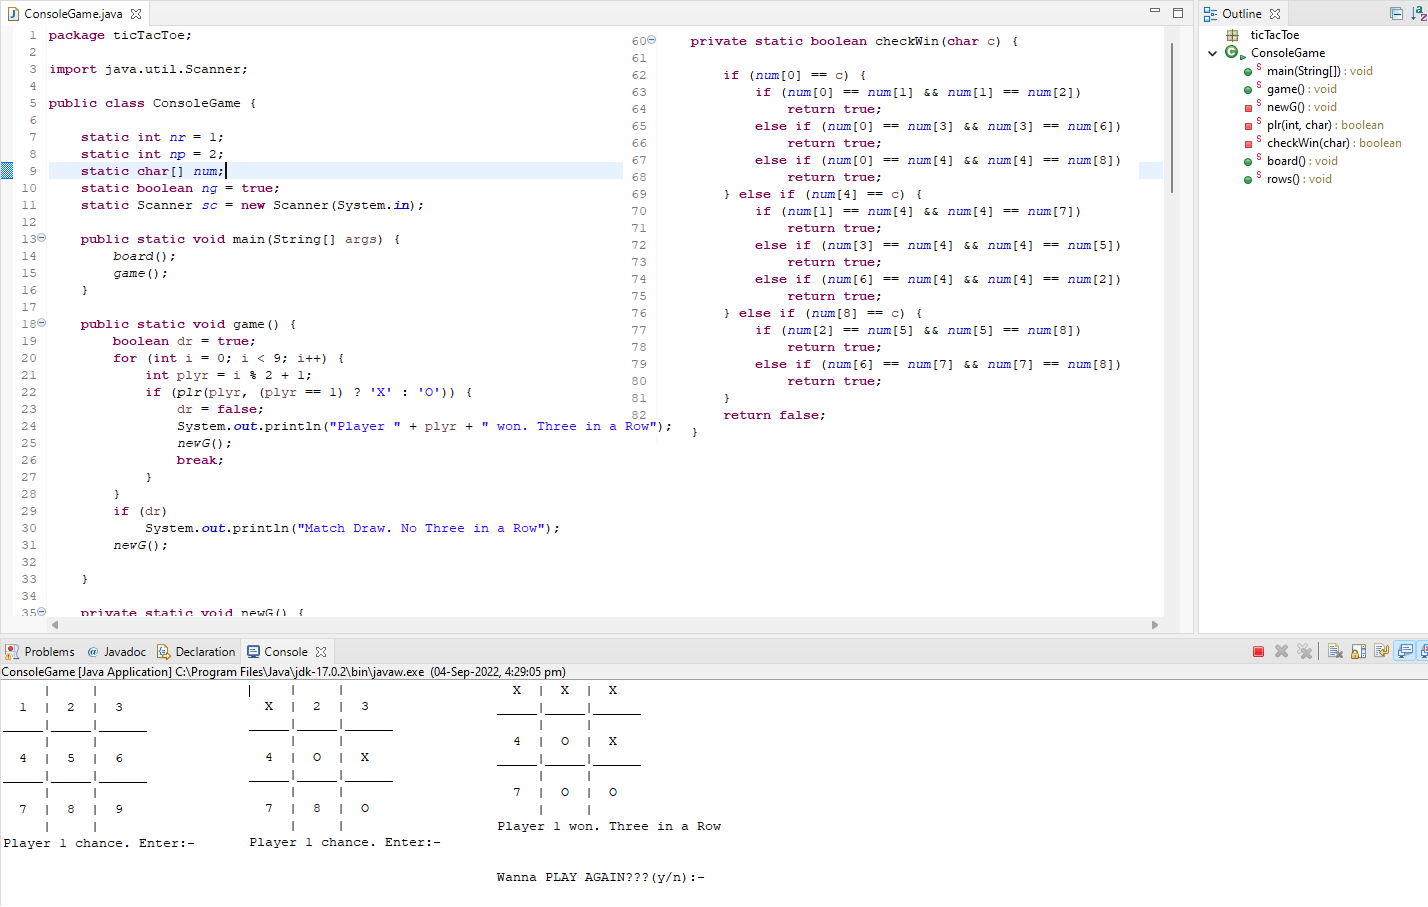 ConsoleGame.java
1 package ticTacToe;
2
3 import java.util.Scanner;
4
5 public class ConsoleGame {
6
7 static int nr = 1;
8 static int np = 2;
9 static char[] num;
10 static boolean ng = true;
11 static Scanner sc = new Scanner(System.in);
12
13 public static void main(String[] args) {
14 board();
15 game();
16 }
17
18 public static void game() {
19 boolean dr = true;
20 for (int i = 0; i < 9; i++) {
21 int plyr = i % 2 + 1;
22 if (plr(plyr, (plyr == 1) ? 'X' : 'O')) {
23 dr = false;
24 System.out.println("Player " + plyr + " won. Three in a Row");
25 newG();
26 break;
27 }
28 }
29 if (dr)
30 System.out.println("Match Draw. No Three in a Row");
31 newG();
32
33 }
34
35 private static void newG() {
60 private static boolean checkWin(char c) {
61
62 if (num[0] == c) {
63 if (num[0] == num[1] && num[1] == num[2])
64 return true;
65 else if (num[0] == num[3] && num[3] == num[6])
66 return true;
67 else if (num[0] == num[4] && num[4] == num[8])
68 return true;
69 } else if (num[4] == c) {
70 if (num[1] == num[4] && num[4] == num[7])
71 return true;
72 else if (num[3] == num[4] && num[4] == num[5])
73 return true;
74 else if (num[6] == num[4] && num[4] == num[2])
75 return true;
76 } else if (num[8] == c) {
77 if (num[2] == num[5] && num[5] == num[8])
78 return true;
79 else if (num[6] == num[7] && num[7] == num[8])
80 return true;
81 }
82 return false;
}
Outline
ticTacToe
ConsoleGame
main(String[]) : void
game() : void
newG() : void
plr(int, char) : boolean
checkWin(char) : boolean
board() : void
rows() : void
Problems @ Javadoc Declaration Console
ConsoleGame [Java Application] C:\Program Files\Java\jdk-17.0.2\bin\javaw.exe (04-Sep-2022, 4:29:05 pm)
1 | 2 | 3
4 | 5 | 6
7 | 8 | 9
Player 1 chance. Enter:-
X | 2 | 3
4 | O | X
7 | 8 | O
Player 1 chance. Enter:-
X | X | X
4 | O | X
7 | O | O
Player 1 won. Three in a Row
Wanna PLAY AGAIN???(y/n):-